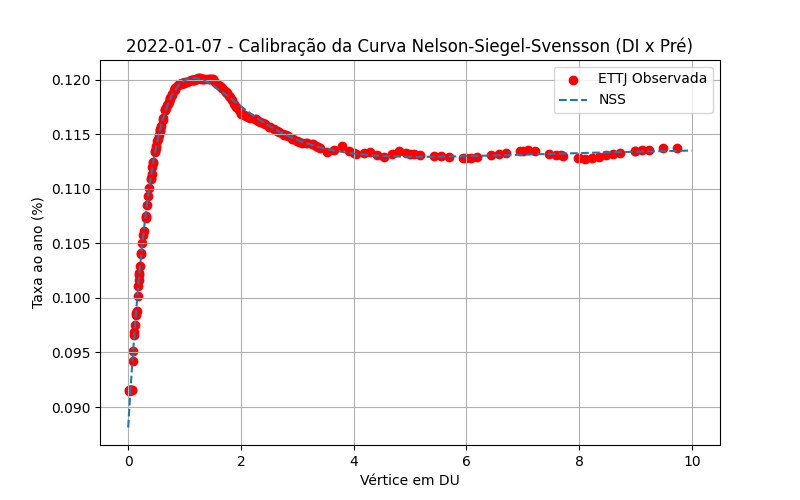 2022-01-07 - Calibração da Curva Nelson-Siegel-Svensson (DI x Pré)
ETTJ Observada
NSS
Taxa ao ano (%)
0.120
0.115
0.110
0.105
0.100
0.095
0.090
0 2 4 6 8 10
Vértice em DU